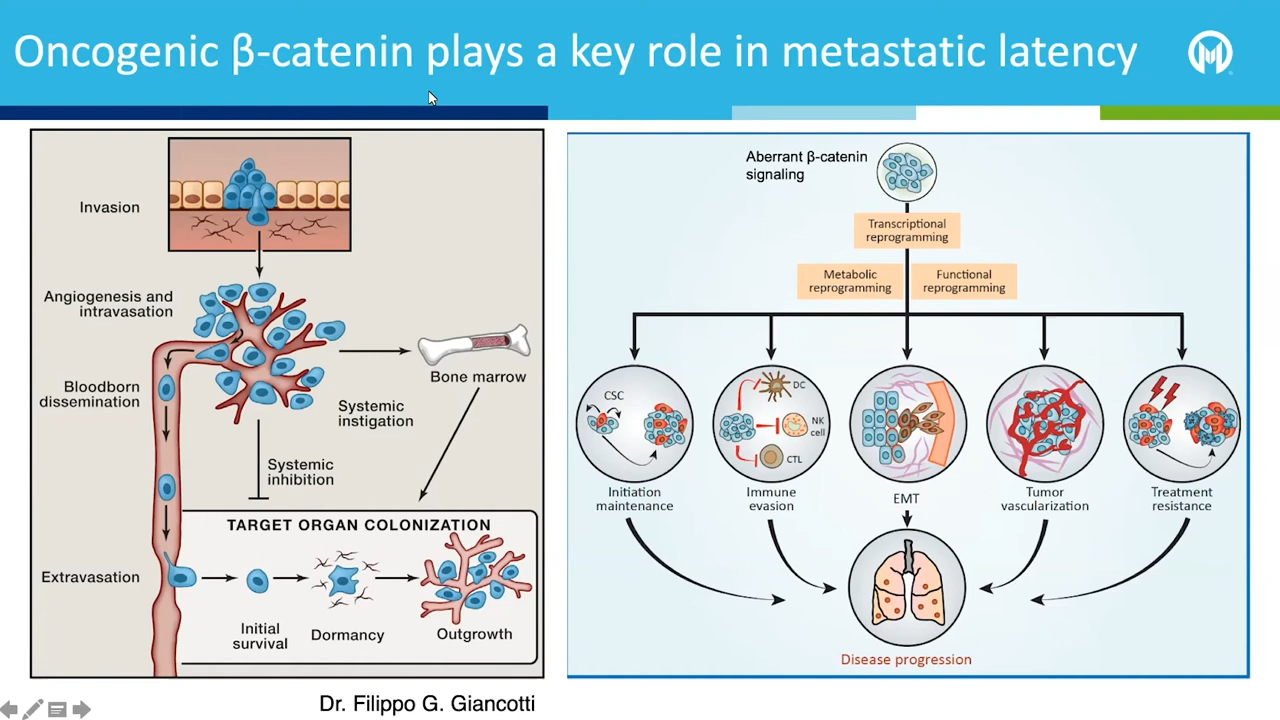 Oncogenic β-catenin plays a key role in metastatic latency
Invasion
Angiogenesis and
intravasation
Bloodborn
dissemination
Bone marrow
Systemic
instigation
Systemic
inhibition
TARGET ORGAN COLONIZATION
Extravasation
Initial
survival
Dormancy
Outgrowth
Dr. Filippo G. Giancotti
Aberrant β-catenin
signaling
Transcriptional
reprogramming
Metabolic
reprogramming
Functional
reprogramming
CSC
DC
NK
cell
CTL
Initiation
maintenance
Immune
evasion
EMT
Tumor
vascularization
Treatment
resistance
Disease progression